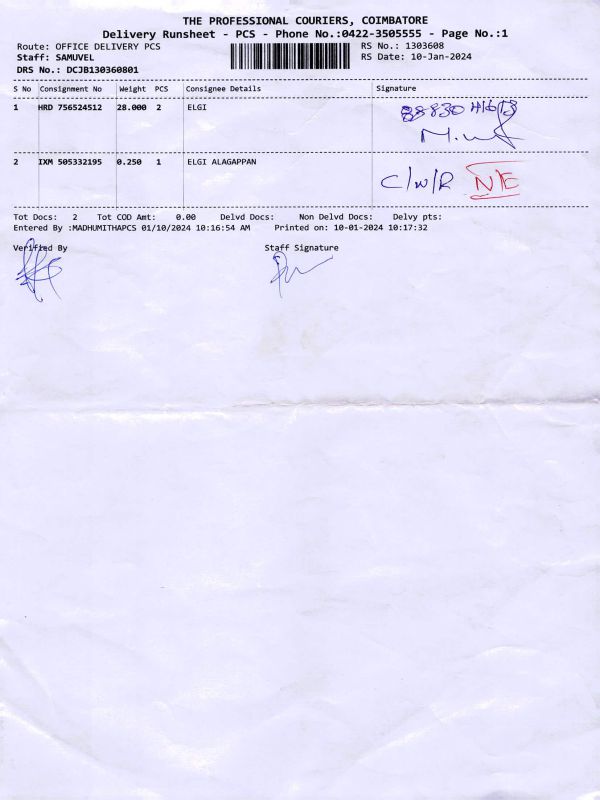 THE PROFESSIONAL COURIERS, COIMBATORE
Delivery Runsheet - PCS - Phone No.:0422-3505555 - Page No.:1
Route: OFFICE DELIVERY PCS
Staff: SAMUVEL
DRS No.: DCJB130360801
RS No.: 1303608
RS Date: 10-Jan-2024
S No Consignment No Weight PCS Consignee Details Signature
1 HRD 756524512 28.000 2 ELGI
2 IXM 505332195 0.250 1 ELGI ALAGAPPAN C/W/R N/E
Tot Docs: 2 Tot COD Amt: 0.00 Delvd Docs: Non Delvd Docs: Delvy pts:
Entered By :MADHUMITHAPCS 01/10/2024 10:16:54 AM Printed on: 10-01-2024 10:17:32
Verified By Staff Signature